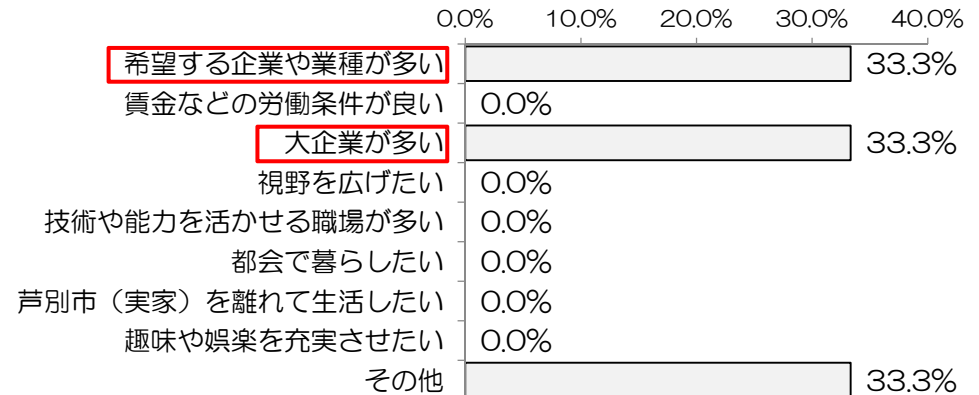 0.0% 10.0% 20.0% 30.0% 40.0%
希望する企業や業種が多い 33.3%
賃金などの労働条件が良い 0.0%
大企業が多い 33.3%
視野を広げたい 0.0%
技術や能力を活かせる職場が多い 0.0%
都会で暮らしたい 0.0%
芦別市（実家）を離れて生活したい 0.0%
趣味や娯楽を充実させたい 0.0%
その他 33.3%